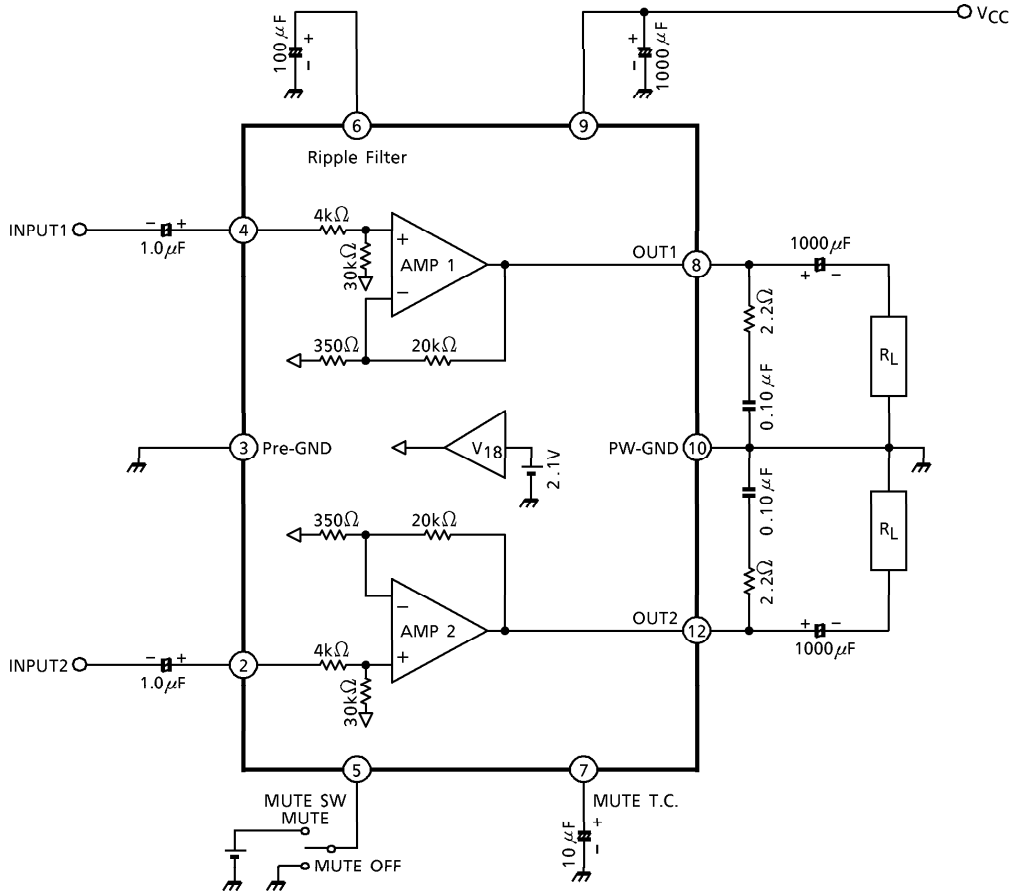 100μF
+
−
+
−
1000μF
VCC
6
9
Ripple Filter
INPUT1
− +
1.0μF
4
4kΩ
30kΩ
+
AMP 1
−
OUT1
8
1000μF
+ −
2.2Ω
0.10μF
RL
350Ω
20kΩ
3
Pre-GND
V18
2.1V
PW-GND
10
350Ω
20kΩ
0.10μF
2.2Ω
RL
−
AMP 2
+
OUT2
12
+ −
1000μF
INPUT2
− +
1.0μF
2
4kΩ
30kΩ
5
7
MUTE SW
MUTE
MUTE OFF
MUTE T.C.
10μF
+
−